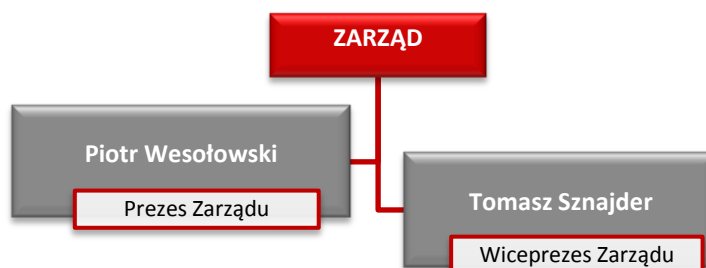 ZARZĄD
Piotr Wesołowski
Prezes Zarządu
Tomasz Sznajder
Wiceprezes Zarządu